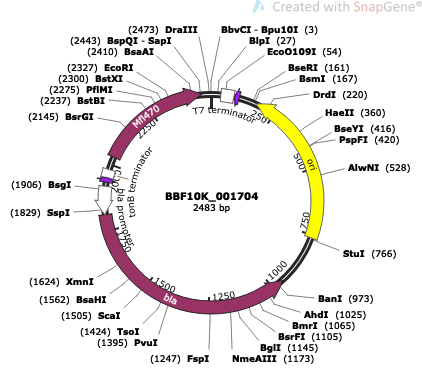 Created with SnapGene®
(2473) DraIII
(2443) BspQI - SapI
(2410) BsaAI
(2327) EcoRI
(2300) BstXI
(2275) PflMI
(2237) BstBI
(2145) BsrGI
(1906) BsgI
(1829) SspI
(1624) XmnI
(1562) BsaHI
(1505) ScaI
(1424) TsoI
(1395) PvuI
(1247) FspI
BbvCI - Bpu10I (3)
BlpI (27)
EcoO109I (54)
BseRI (161)
BsmI (167)
DrdI (220)
HaeII (360)
BseYI (416)
PspFI (420)
AlwNI (528)
StuI (766)
BanI (973)
AhdI (1025)
BmrI (1065)
BsrFI (1105)
BglI (1145)
NmeAIII (1173)
T7 terminator
250
500
750
1000
1250
1500
1750
2250
ori
bla
bla promoter
tonB terminator
Mfl470
BBF10K_001704
2483 bp